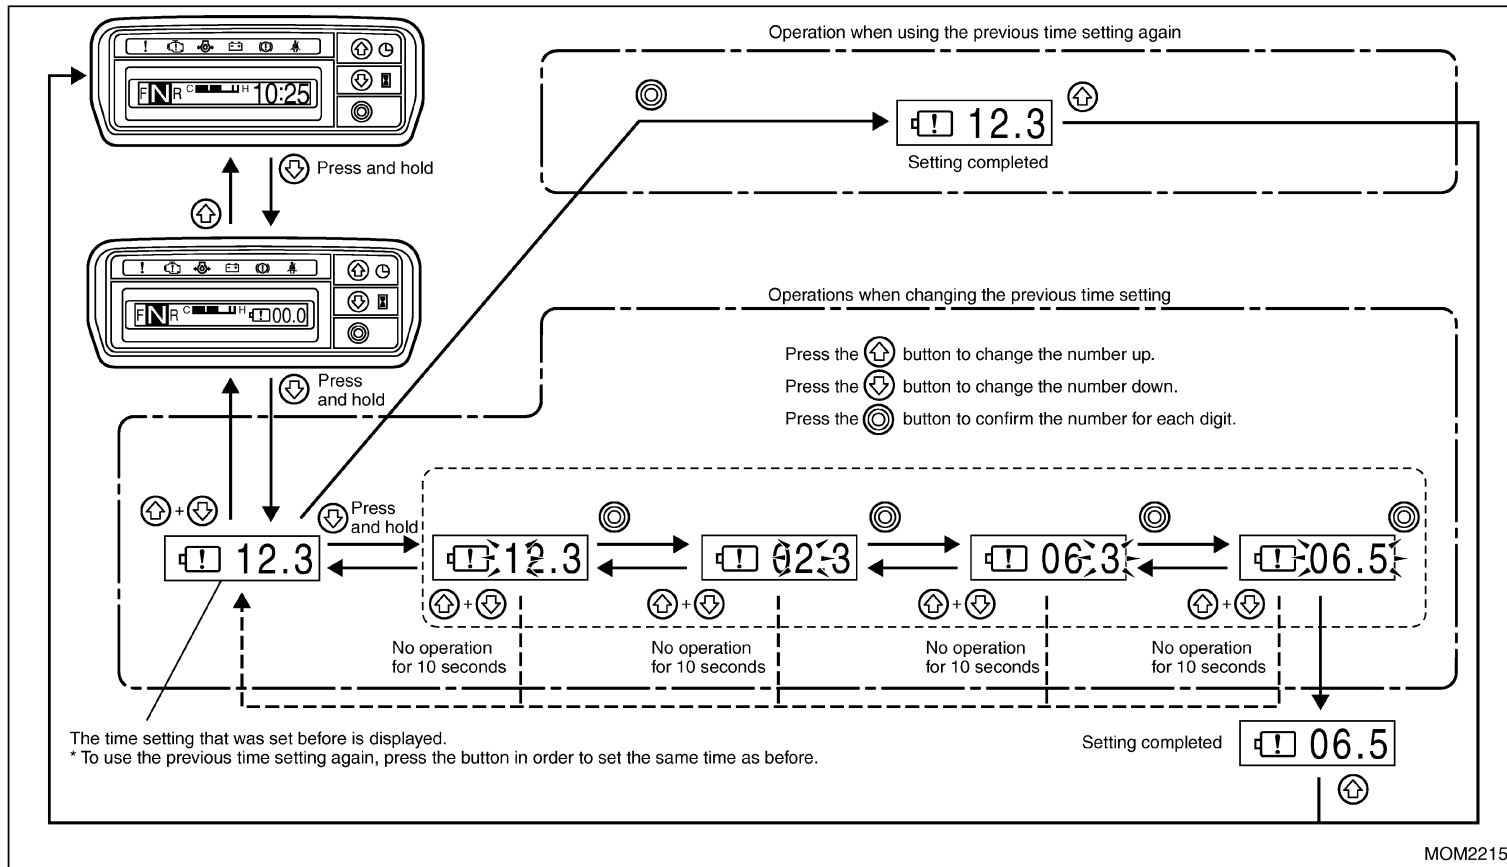 Operation when using the previous time setting again
F N R C H 10:25
12.3
Setting completed
Press and hold
F N R C H 00.0
Operations when changing the previous time setting
Press the button to change the number up.
Press the button to change the number down.
Press the button to confirm the number for each digit.
Press
and hold
Press
and hold
12.3
12.3
02.3
06.3
06.5
No operation
for 10 seconds
No operation
for 10 seconds
No operation
for 10 seconds
No operation
for 10 seconds
The time setting that was set before is displayed.
* To use the previous time setting again, press the button in order to set the same time as before.
Setting completed
06.5
MOM2215